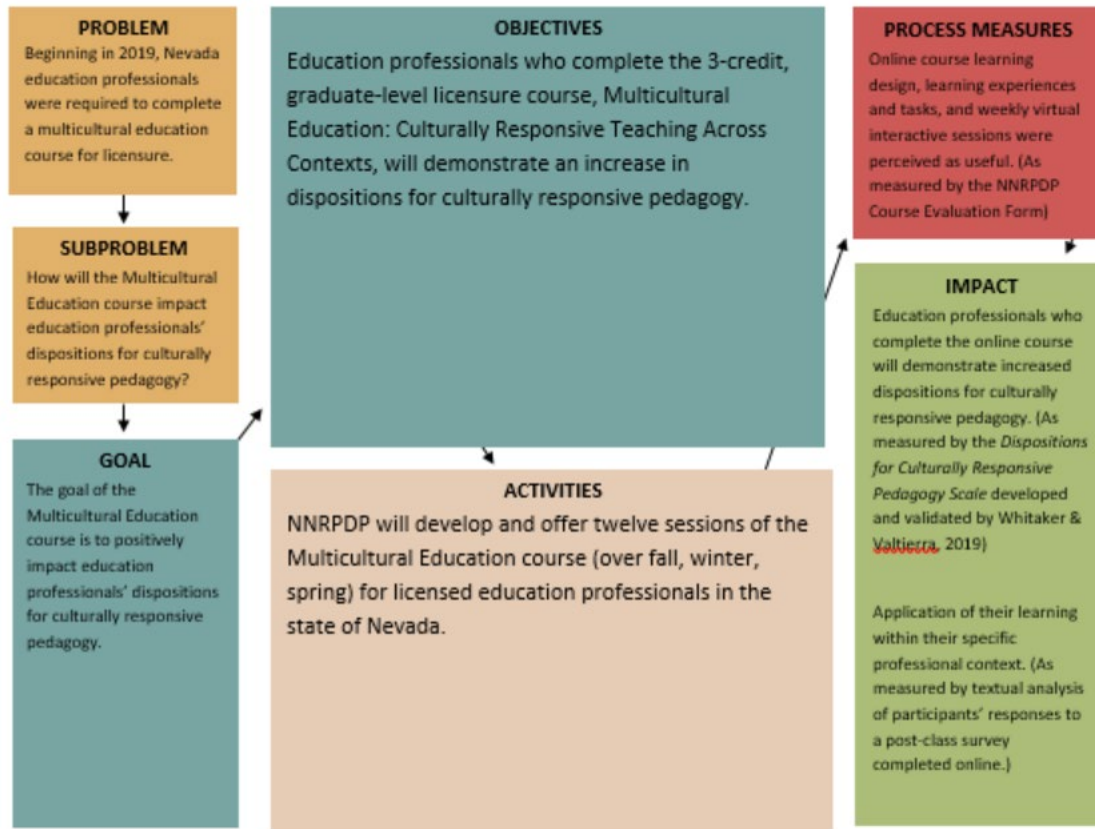 PROBLEM
Beginning in 2019, Nevada
education professionals
were required to complete
a multicultural education
course for licensure.
SUBPROBLEM
How will the Multicultural
Education course impact
education professionals’
dispositions for culturally
responsive pedagogy?
GOAL
The goal of the
Multicultural Education
course is to positively
impact education
professionals’ dispositions
for culturally responsive
pedagogy.
OBJECTIVES
Education professionals who complete the 3-credit,
graduate-level licensure course, Multicultural
Education: Culturally Responsive Teaching Across
Contexts, will demonstrate an increase in
dispositions for culturally responsive pedagogy.
ACTIVITIES
NNRPDP will develop and offer twelve sessions of the
Multicultural Education course (over fall, winter,
spring) for licensed education professionals in the
state of Nevada.
PROCESS MEASURES
Online course learning
design, learning experiences
and tasks, and weekly virtual
interactive sessions were
perceived as useful. (As
measured by the NNRPDP
Course Evaluation Form)
IMPACT
Education professionals who
complete the online course
will demonstrate increased
dispositions for culturally
responsive pedagogy. (As
measured by the Dispositions
for Culturally Responsive
Pedagogy Scale developed
and validated by Whitaker &
Valtierra, 2019)
Application of their learning
within their specific
professional context. (As
measured by textual analysis
of participants’ responses to
a post-class survey
completed online.)